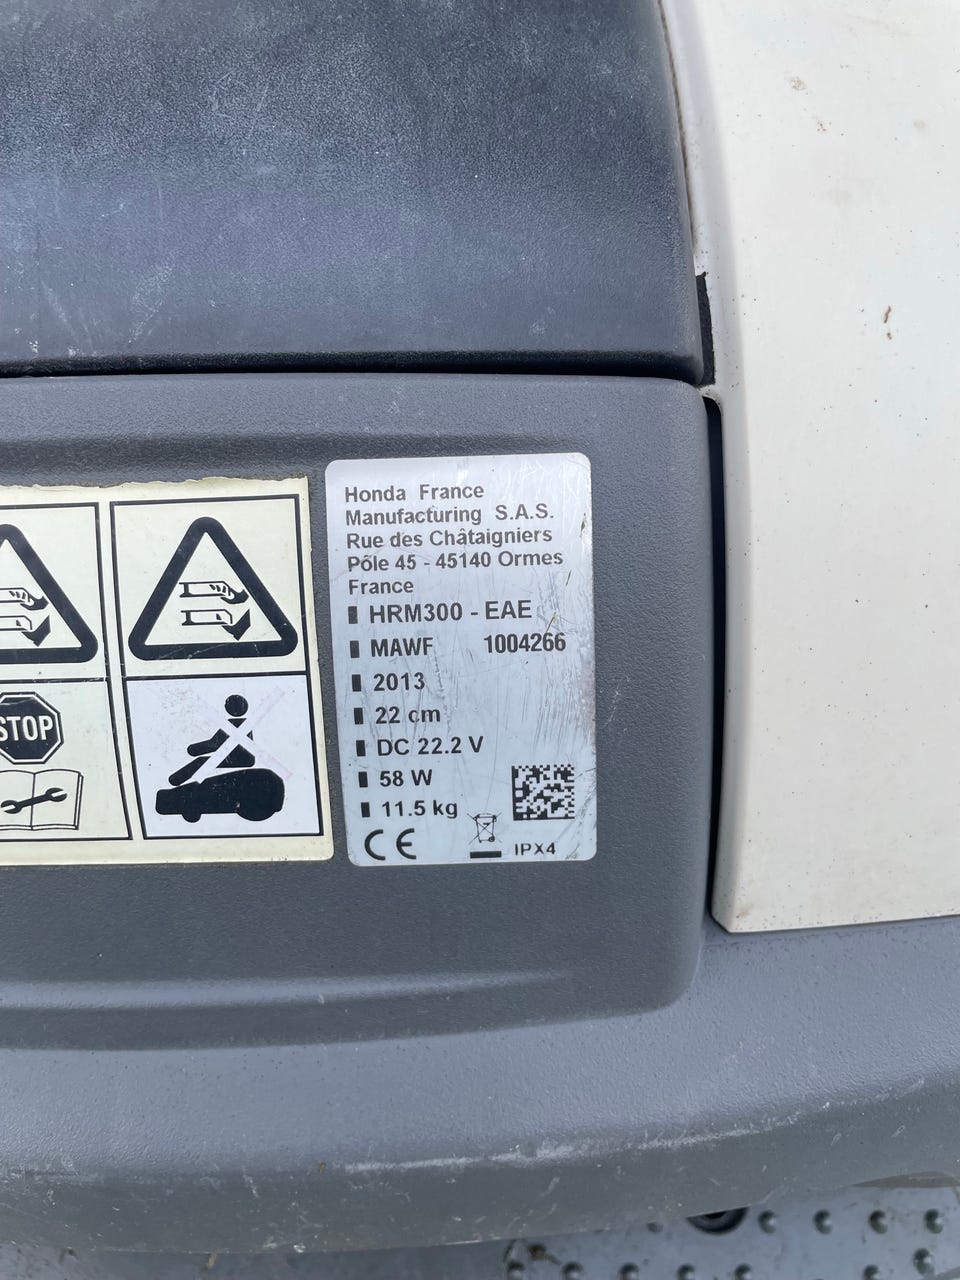 Honda France
Manufacturing S.A.S.
Rue des Châtaigniers
Pôle 45 - 45140 Ormes
France
HRM300 - EAE
MAWF 1004266
2013
22 cm
DC 22.2 V
58 W
11.5 kg
CE
IPX4
STOP